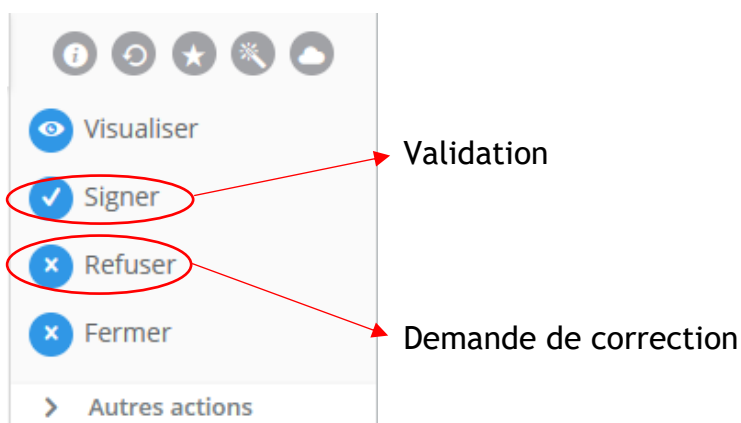 Visualiser
Validation
Signer
Refuser
Fermer
Demande de correction
Autres actions